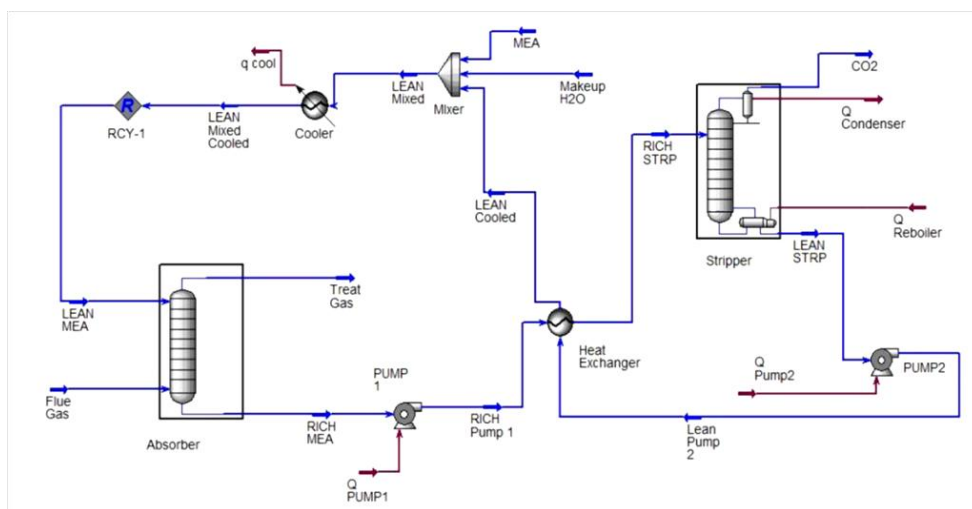 MEA
q cool
CO2
LEAN
Mixed
Makeup
H2O
Mixer
R
RCY-1
LEAN
Mixed
Cooled
Cooler
Q
Condenser
RICH
STRP
LEAN
Cooled
Q
Reboiler
LEAN
STRP
Stripper
Treat
Gas
LEAN
MEA
Heat
Exchanger
PUMP
1
Q
Pump2
PUMP2
Flue
Gas
RICH
MEA
RICH
Pump 1
Lean
Pump
2
Absorber
Q
PUMP1